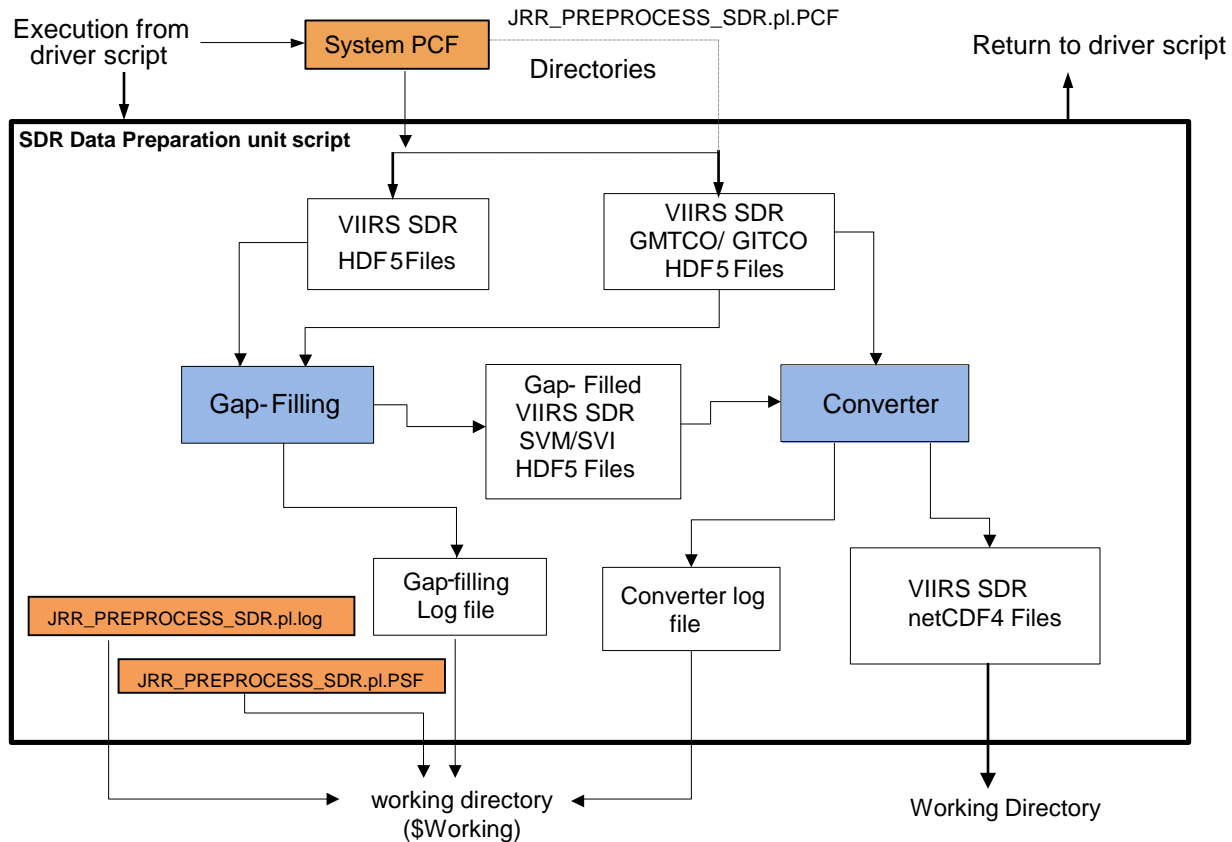 JRR_PREPROCESS_SDR.pl.PCF
Execution from
driver script
System PCF
Directories
Return to driver script
SDR Data Preparation unit script
VIIRS SDR
HDF5Files
VIIRS SDR
GMTCO/ GITCO
HDF5 Files
Gap-Filling
Gap- Filled
VIIRS SDR
SVM/SVI
HDF5 Files
Converter
Gap-filling
Log file
Converter log
file
VIIRS SDR
netCDF4 Files
JRR_PREPROCESS_SDR.pl.log
JRR_PREPROCESS_SDR.pl.PSF
working directory
($Working)
Working Directory